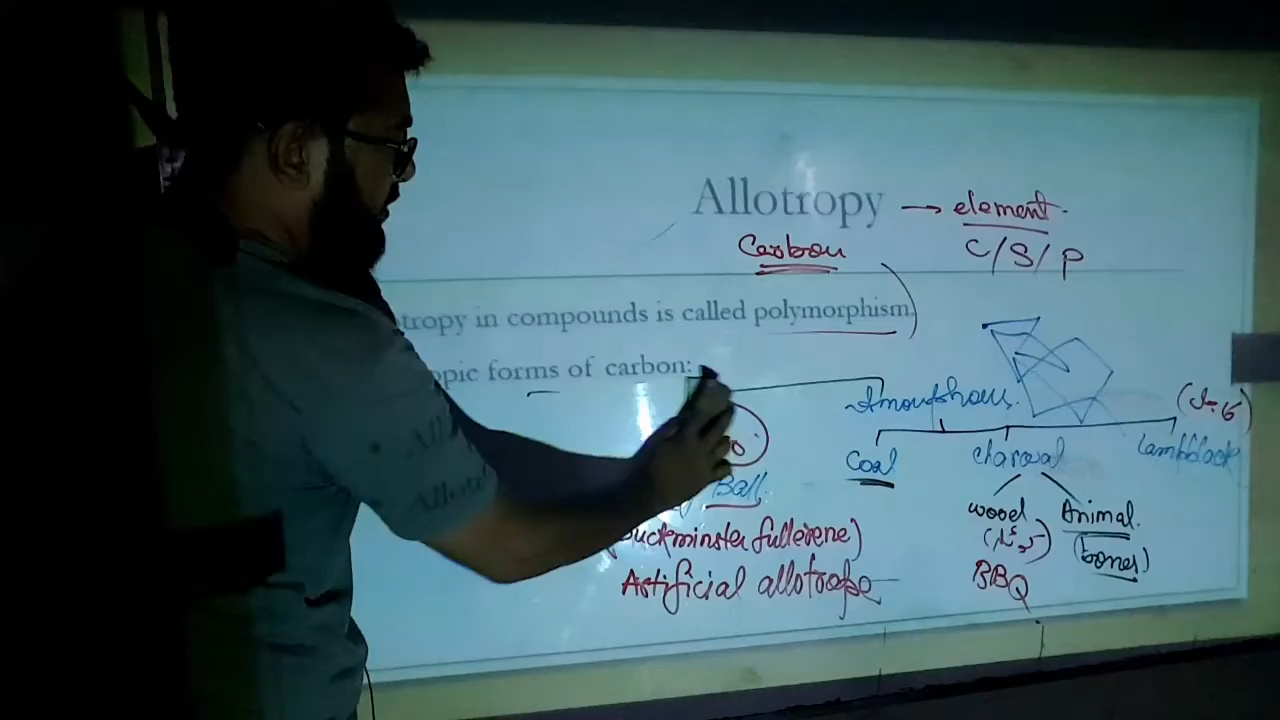 Allotropy → element.
Carbon
C/S/P
tropy in compounds is called polymorphism.
opic forms of carbon:
Amorphous.
Coal
charcoal
Lampblack
Ball
wood
Animal.
(bones)
Buckminster fullerene)
BBQ
Artificial allotrope